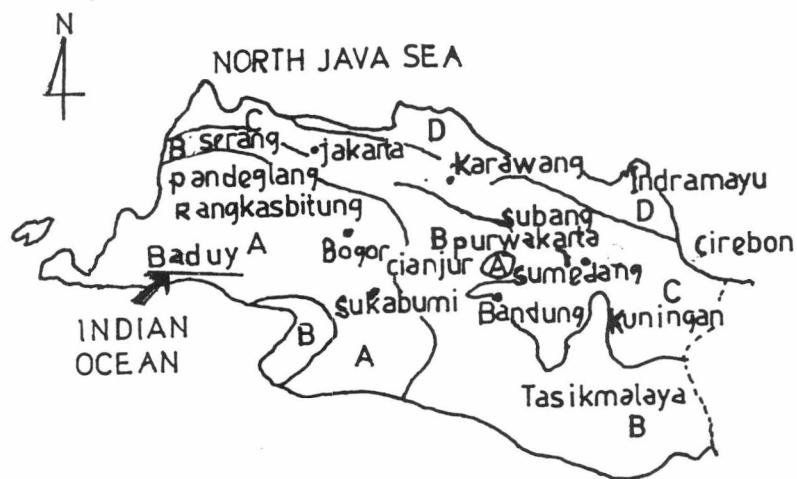 N
NORTH JAVA SEA
C
D
B serang
jakarta
Karawang
Indramayu
pandeglang
Rangkasbitung
subang
D
Baduy A
Bogor
B purwakarta
cirebon
cianjur A sumedang
C
sukabumi
Bandung
Kuningan
INDIAN
OCEAN
B
A
Tasikmalaya
B